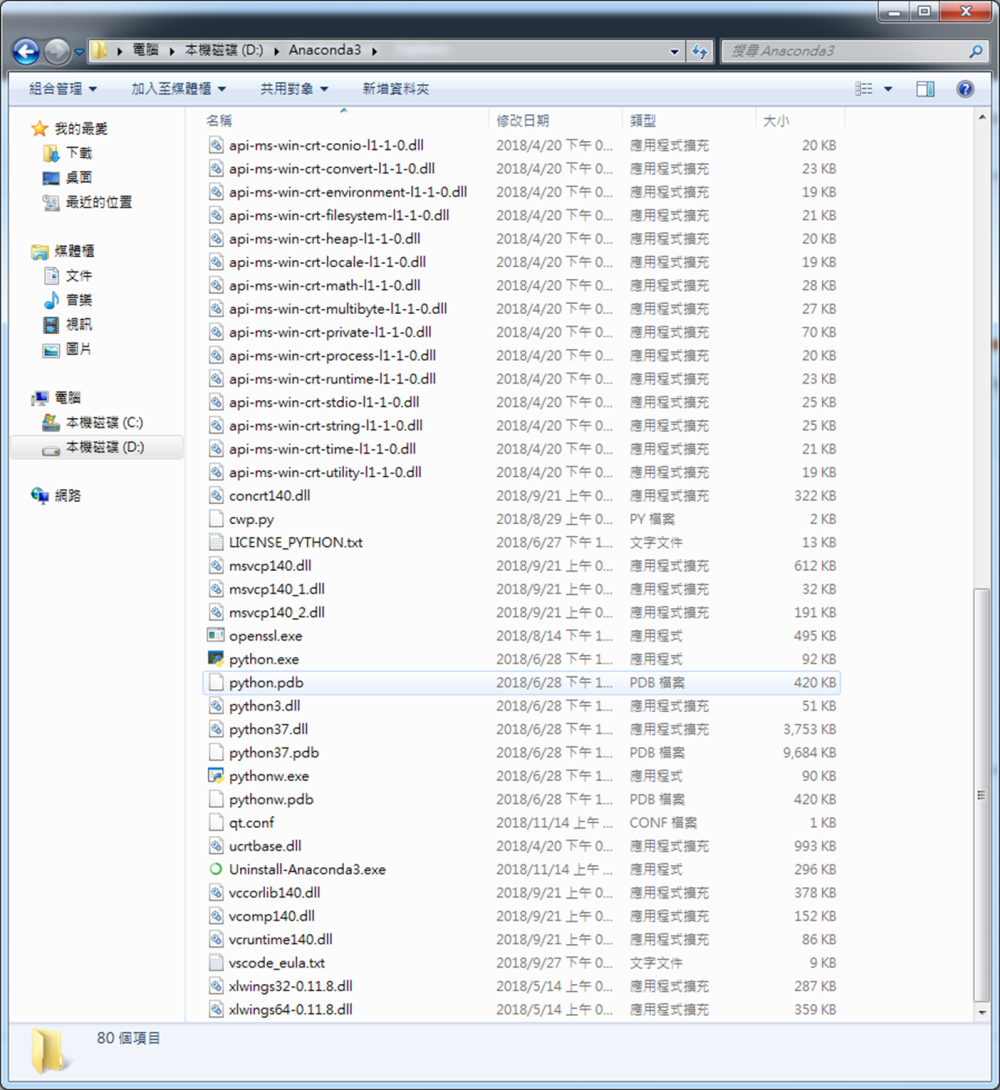 電腦 ▸ 本機磁碟 (D:) ▸ Anaconda3 ▸
搜尋 Anaconda3
組合管理 加入至媒體櫃 共用對象 新增資料夾
我的最愛
下載
桌面
最近的位置
媒體櫃
文件
音樂
視訊
圖片
電腦
本機磁碟 (C:)
本機磁碟 (D:)
網路
名稱 修改日期 類型 大小
api-ms-win-crt-conio-l1-1-0.dll 2018/4/20 下午 0... 應用程式擴充 20 KB
api-ms-win-crt-convert-l1-1-0.dll 2018/4/20 下午 0... 應用程式擴充 23 KB
api-ms-win-crt-environment-l1-1-0.dll 2018/4/20 下午 0... 應用程式擴充 19 KB
api-ms-win-crt-filesystem-l1-1-0.dll 2018/4/20 下午 0... 應用程式擴充 21 KB
api-ms-win-crt-heap-l1-1-0.dll 2018/4/20 下午 0... 應用程式擴充 20 KB
api-ms-win-crt-locale-l1-1-0.dll 2018/4/20 下午 0... 應用程式擴充 19 KB
api-ms-win-crt-math-l1-1-0.dll 2018/4/20 下午 0... 應用程式擴充 28 KB
api-ms-win-crt-multibyte-l1-1-0.dll 2018/4/20 下午 0... 應用程式擴充 27 KB
api-ms-win-crt-private-l1-1-0.dll 2018/4/20 下午 0... 應用程式擴充 70 KB
api-ms-win-crt-process-l1-1-0.dll 2018/4/20 下午 0... 應用程式擴充 20 KB
api-ms-win-crt-runtime-l1-1-0.dll 2018/4/20 下午 0... 應用程式擴充 23 KB
api-ms-win-crt-stdio-l1-1-0.dll 2018/4/20 下午 0... 應用程式擴充 25 KB
api-ms-win-crt-string-l1-1-0.dll 2018/4/20 下午 0... 應用程式擴充 25 KB
api-ms-win-crt-time-l1-1-0.dll 2018/4/20 下午 0... 應用程式擴充 21 KB
api-ms-win-crt-utility-l1-1-0.dll 2018/4/20 下午 0... 應用程式擴充 19 KB
concrt140.dll 2018/9/21 上午 0... 應用程式擴充 322 KB
cwp.py 2018/8/29 上午 0... PY 檔案 2 KB
LICENSE_PYTHON.txt 2018/6/27 下午 1... 文字文件 13 KB
msvcp140.dll 2018/9/21 上午 0... 應用程式擴充 612 KB
msvcp140_1.dll 2018/9/21 上午 0... 應用程式擴充 32 KB
msvcp140_2.dll 2018/9/21 上午 0... 應用程式擴充 191 KB
openssl.exe 2018/8/14 下午 1... 應用程式 495 KB
python.exe 2018/6/28 下午 1... 應用程式 92 KB
python.pdb 2018/6/28 下午 1... PDB 檔案 420 KB
python3.dll 2018/6/28 下午 1... 應用程式擴充 51 KB
python37.dll 2018/6/28 下午 1... 應用程式擴充 3,753 KB
python37.pdb 2018/6/28 下午 1... PDB 檔案 9,684 KB
pythonw.exe 2018/6/28 下午 1... 應用程式 90 KB
pythonw.pdb 2018/6/28 下午 1... PDB 檔案 420 KB
qt.conf 2018/11/14 上午 ... CONF 檔案 1 KB
ucrtbase.dll 2018/4/20 下午 0... 應用程式擴充 993 KB
Uninstall-Anaconda3.exe 2018/11/14 上午 ... 應用程式 296 KB
vccorlib140.dll 2018/9/21 上午 0... 應用程式擴充 378 KB
vcomp140.dll 2018/9/21 上午 0... 應用程式擴充 152 KB
vcruntime140.dll 2018/9/21 上午 0... 應用程式擴充 86 KB
vscode_eula.txt 2018/9/27 下午 0... 文字文件 9 KB
xlwings32-0.11.8.dll 2018/5/14 上午 0... 應用程式擴充 287 KB
xlwings64-0.11.8.dll 2018/5/14 上午 0... 應用程式擴充 359 KB
80 個項目